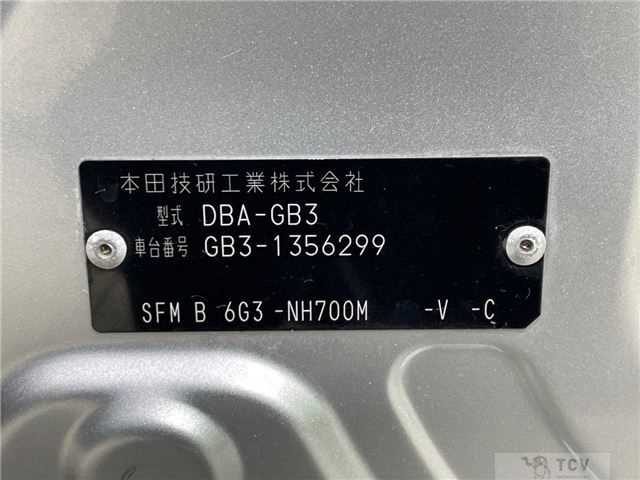 本田技研工業株式会社
型式 DBA-GB3
車台番号 GB3-1356299
SFM B 6G3 -NH700M -V -C
TCV